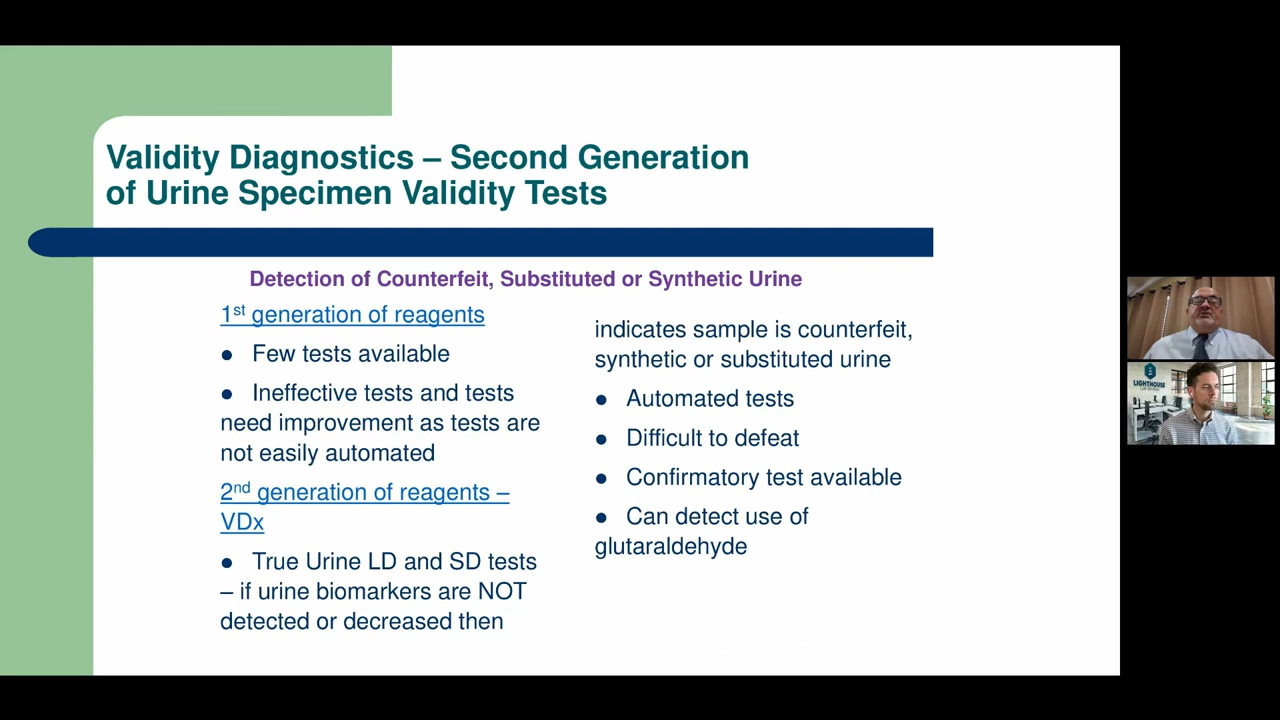 Validity Diagnostics – Second Generation
of Urine Specimen Validity Tests
Detection of Counterfeit, Substituted or Synthetic Urine
1st generation of reagents
● Few tests available
● Ineffective tests and tests
need improvement as tests are
not easily automated
2nd generation of reagents –
VDx
● True Urine LD and SD tests
– if urine biomarkers are NOT
detected or decreased then
indicates sample is counterfeit,
synthetic or substituted urine
● Automated tests
● Difficult to defeat
● Confirmatory test available
● Can detect use of
glutaraldehyde
LIGHTHOUSE